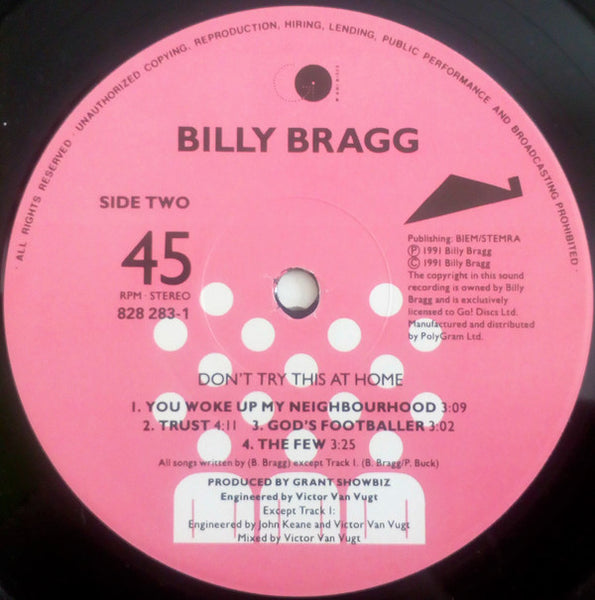 · ALL RIGHTS RESERVED · UNAUTHORIZED COPYING, REPRODUCTION, HIRING, LENDING, PUBLIC PERFORMANCE AND BROADCASTING PROHIBITED ·
BILLY BRAGG
SIDE TWO
45
RPM · STEREO
828 283-1
Publishing: BIEM/STEMRA
Ⓟ 1991 Billy Bragg
© 1991 Billy Bragg
The copyright in this sound
recording is owned by Billy
Bragg and is exclusively
licensed to Go! Discs Ltd.
Manufactured and distributed
by PolyGram Ltd.
DON'T TRY THIS AT HOME
1. YOU WOKE UP MY NEIGHBOURHOOD 3:09
2. TRUST 4:11 3. GOD'S FOOTBALLER 3:02
4. THE FEW 3:25
All songs written by (B. Bragg) except Track 1. (B. Bragg/P. Buck)
PRODUCED BY GRANT SHOWBIZ
Engineered by Victor Van Vugt
Except Track 1:
Engineered by John Keane and Victor Van Vugt
Mixed by Victor Van Vugt